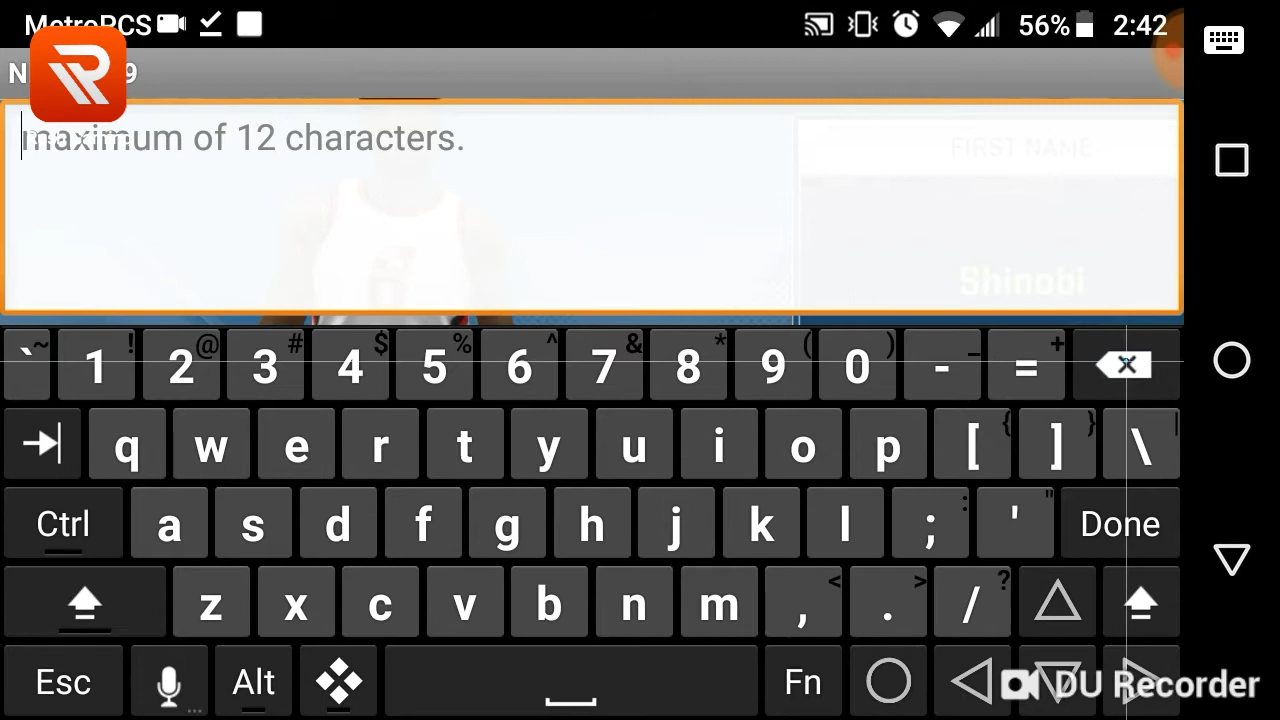 MetroPCS 56% 2:42
maximum of 12 characters.
FIRST NAME
Shinobi
` ~ 1 ! 2 @ 3 # 4 $ 5 % 6 ^ 7 & 8 * 9 ( 0 ) - _ = +
q w e r t y u i o p [ { ] } \ |
Ctrl a s d f g h j k l ; : ' " Done
z x c v b n m , < . > / ?
Esc ... Alt Fn
DU Recorder